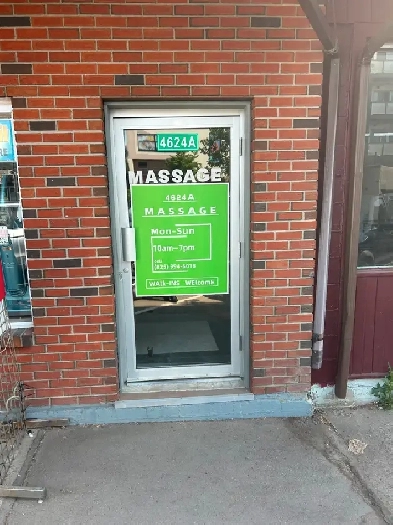 4624A
MASSAGE
4624A
MASSAGE
Mon-Sun
10am-7pm
WAlk-INS WElcome